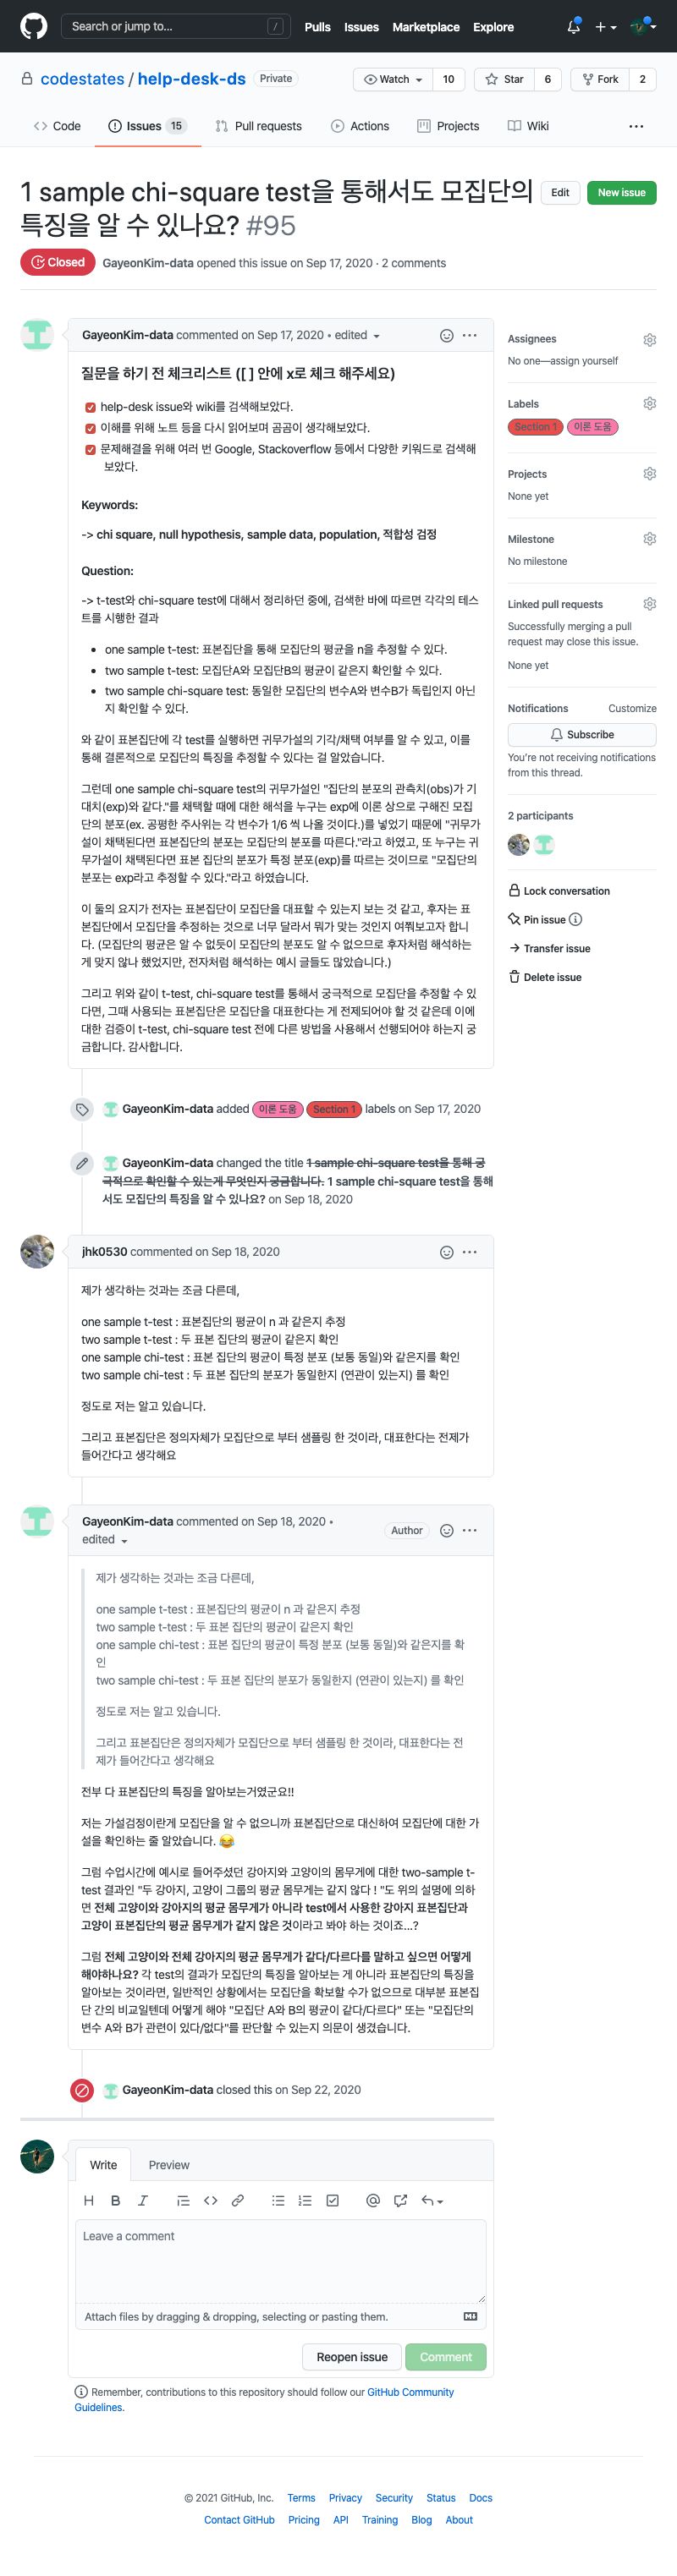 Search or jump to... /
Pulls Issues Marketplace Explore
codestates / help-desk-ds Private
Watch 10 Star 6 Fork 2
Code Issues 15 Pull requests Actions Projects Wiki
1 sample chi-square test을 통해서도 모집단의
특징을 알 수 있나요? #95
Edit New issue
Closed GayeonKim-data opened this issue on Sep 17, 2020 · 2 comments
GayeonKim-data commented on Sep 17, 2020 • edited
질문을 하기 전 체크리스트 ([ ] 안에 x로 체크 해주세요)
help-desk issue와 wiki를 검색해보았다.
이해를 위해 노트 등을 다시 읽어보며 곰곰이 생각해보았다.
문제해결을 위해 여러 번 Google, Stackoverflow 등에서 다양한 키워드로 검색해
보았다.
Keywords:
-> chi square, null hypothesis, sample data, population, 적합성 검정
Question:
-> t-test와 chi-square test에 대해서 정리하던 중에, 검색한 바에 따르면 각각의 테스
트를 시행한 결과
• one sample t-test: 표본집단을 통해 모집단의 평균을 n을 추정할 수 있다.
• two sample t-test: 모집단A와 모집단B의 평균이 같은지 확인할 수 있다.
• two sample chi-square test: 동일한 모집단의 변수A와 변수B가 독립인지 아닌
지 확인할 수 있다.
와 같이 표본집단에 각 test를 실행하면 귀무가설의 기각/채택 여부를 알 수 있고, 이를
통해 결론적으로 모집단의 특징을 추정할 수 있다는 걸 알았습니다.
그런데 one sample chi-square test의 귀무가설인 "집단의 분포의 관측치(obs)가 기
대치(exp)와 같다."를 채택할 때에 대한 해석을 누구는 exp에 이론 상으로 구해진 모집
단의 분포(ex. 공평한 주사위는 각 변수가 1/6 씩 나올 것이다.)를 넣었기 때문에 "귀무가
설이 채택된다면 표본집단의 분포는 모집단의 분포를 따른다."라고 하였고, 또 누구는 귀
무가설이 채택된다면 표본 집단의 분포가 특정 분포(exp)를 따르는 것이므로 "모집단의
분포는 exp라고 추정할 수 있다."라고 하였습니다.
이 둘의 요지가 전자는 표본집단이 모집단을 대표할 수 있는지 보는 것 같고, 후자는 표
본집단에서 모집단을 추정하는 것으로 너무 달라서 뭐가 맞는 것인지 여쭤보고자 합니
다. (모집단의 평균은 알 수 없듯이 모집단의 분포도 알 수 없으므로 후자처럼 해석하는
게 맞지 않나 했었지만, 전자처럼 해석하는 예시 글들도 많았습니다.)
그리고 위와 같이 t-test, chi-square test를 통해서 궁극적으로 모집단을 추정할 수 있
다면, 그때 사용되는 표본집단은 모집단을 대표한다는 게 전제되어야 할 것 같은데 이에
대한 검증이 t-test, chi-square test 전에 다른 방법을 사용해서 선행되어야 하는지 궁
금합니다. 감사합니다.
Assignees
No one—assign yourself
Labels
Section 1 이론 도움
Projects
None yet
Milestone
No milestone
Linked pull requests
Successfully merging a pull
request may close this issue.
None yet
Notifications Customize
Subscribe
You're not receiving notifications
from this thread.
2 participants
Lock conversation
Pin issue
Transfer issue
Delete issue
GayeonKim-data added 이론 도움 Section 1 labels on Sep 17, 2020
GayeonKim-data changed the title 1 sample chi-square test을 통해 궁
극적으로 확인할 수 있는게 무엇인지 궁금합니다. 1 sample chi-square test을 통해
서도 모집단의 특징을 알 수 있나요? on Sep 18, 2020
jhk0530 commented on Sep 18, 2020
제가 생각하는 것과는 조금 다른데,
one sample t-test : 표본집단의 평균이 n 과 같은지 추정
two sample t-test : 두 표본 집단의 평균이 같은지 확인
one sample chi-test : 표본 집단의 평균이 특정 분포 (보통 동일)와 같은지를 확인
two sample chi-test : 두 표본 집단의 분포가 동일한지 (연관이 있는지) 를 확인
정도로 저는 알고 있습니다.
그리고 표본집단은 정의자체가 모집단으로 부터 샘플링 한 것이라, 대표한다는 전제가
들어간다고 생각해요
GayeonKim-data commented on Sep 18, 2020 •
edited
Author
제가 생각하는 것과는 조금 다른데,
one sample t-test : 표본집단의 평균이 n 과 같은지 추정
two sample t-test : 두 표본 집단의 평균이 같은지 확인
one sample chi-test : 표본 집단의 평균이 특정 분포 (보통 동일)와 같은지를 확
인
two sample chi-test : 두 표본 집단의 분포가 동일한지 (연관이 있는지) 를 확인
정도로 저는 알고 있습니다.
그리고 표본집단은 정의자체가 모집단으로 부터 샘플링 한 것이라, 대표한다는 전
제가 들어간다고 생각해요
전부 다 표본집단의 특징을 알아보는거였군요!!
저는 가설검정이란게 모집단을 알 수 없으니까 표본집단으로 대신하여 모집단에 대한 가
설을 확인하는 줄 알았습니다. 😂
그럼 수업시간에 예시로 들어주셨던 강아지와 고양이의 몸무게에 대한 two-sample t-
test 결과인 "두 강아지, 고양이 그룹의 평균 몸무게는 같지 않다 ! "도 위의 설명에 의하
면 전체 고양이와 강아지의 평균 몸무게가 아니라 test에서 사용한 강아지 표본집단과
고양이 표본집단의 평균 몸무게가 같지 않은 것이라고 봐야 하는 것이죠...?
그럼 전체 고양이와 전체 강아지의 평균 몸무게가 같다/다르다를 말하고 싶으면 어떻게
해야하나요? 각 test의 결과가 모집단의 특징을 알아보는 게 아니라 표본집단의 특징을
알아보는 것이라면, 일반적인 상황에서는 모집단을 확보할 수가 없으므로 대부분 표본집
단 간의 비교일텐데 어떻게 해야 "모집단 A와 B의 평균이 같다/다르다" 또는 "모집단의
변수 A와 B가 관련이 있다/없다"를 판단할 수 있는지 의문이 생겼습니다.
GayeonKim-data closed this on Sep 22, 2020
Write Preview
Leave a comment
Attach files by dragging & dropping, selecting or pasting them.
Reopen issue Comment
Remember, contributions to this repository should follow our GitHub Community
Guidelines.
© 2021 GitHub, Inc. Terms Privacy Security Status Docs
Contact GitHub Pricing API Training Blog About